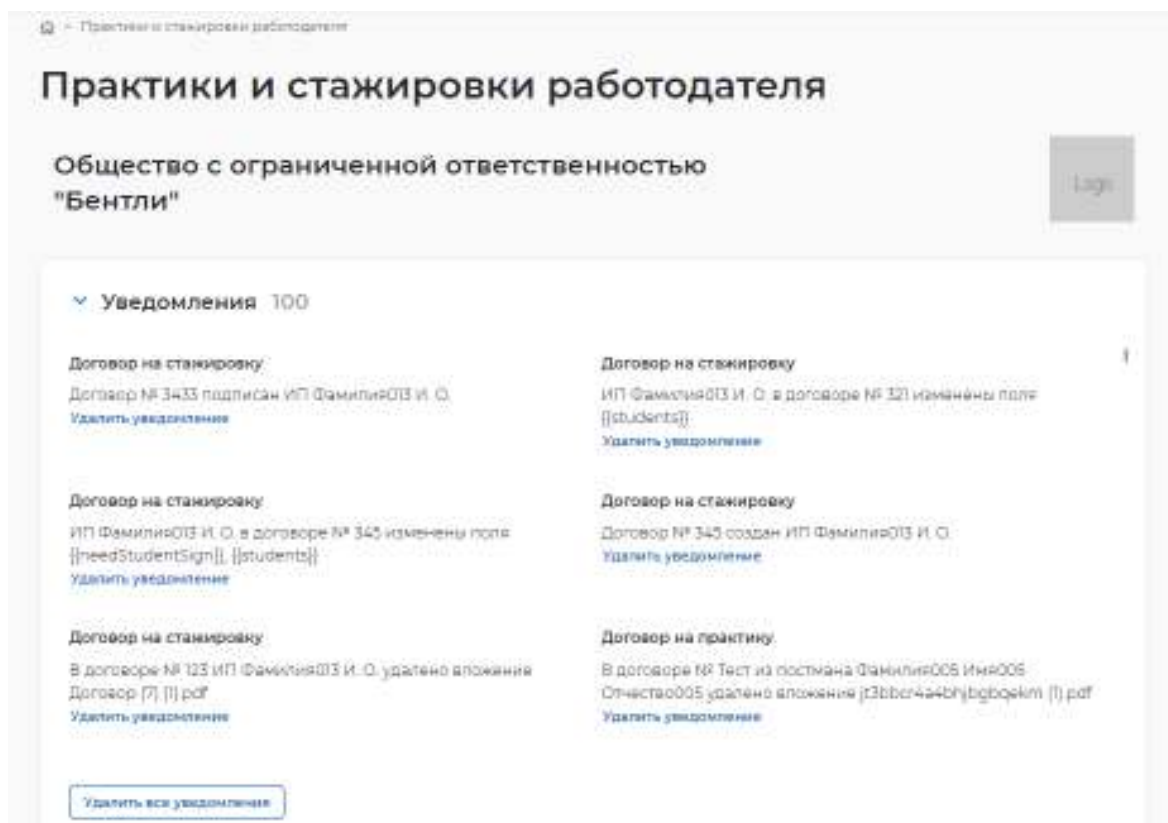 Практики и стажировки работодателя
Практики и стажировки работодателя
Общество с ограниченной ответственностью
"Бентли"
Logo
Уведомления 100
Договор на стажировку
Договор № 3433 подписан ИП Фамилия013 И. О.
Удалить уведомление
Договор на стажировку
ИП Фамилия013 И. О. в договоре № 321 изменены поля
{{students}}
Удалить уведомление
Договор на стажировку
ИП Фамилия013 И. О. в договоре № 345 изменены поля
{{needStudentSign}}, {{students}}
Удалить уведомление
Договор на стажировку
Договор № 345 создан ИП Фамилия013 И. О.
Удалить уведомление
Договор на стажировку
В договоре № 123 ИП Фамилия013 И. О. удалено вложение
Договор (7) (1).pdf
Удалить уведомление
Договор на практику
В договоре № Тест из постмана Фамилия005 Имя005
Отчество005 удалено вложение jt3bbcr4a4bhjbgbqekm (1).pdf
Удалить уведомление
Удалить все уведомления